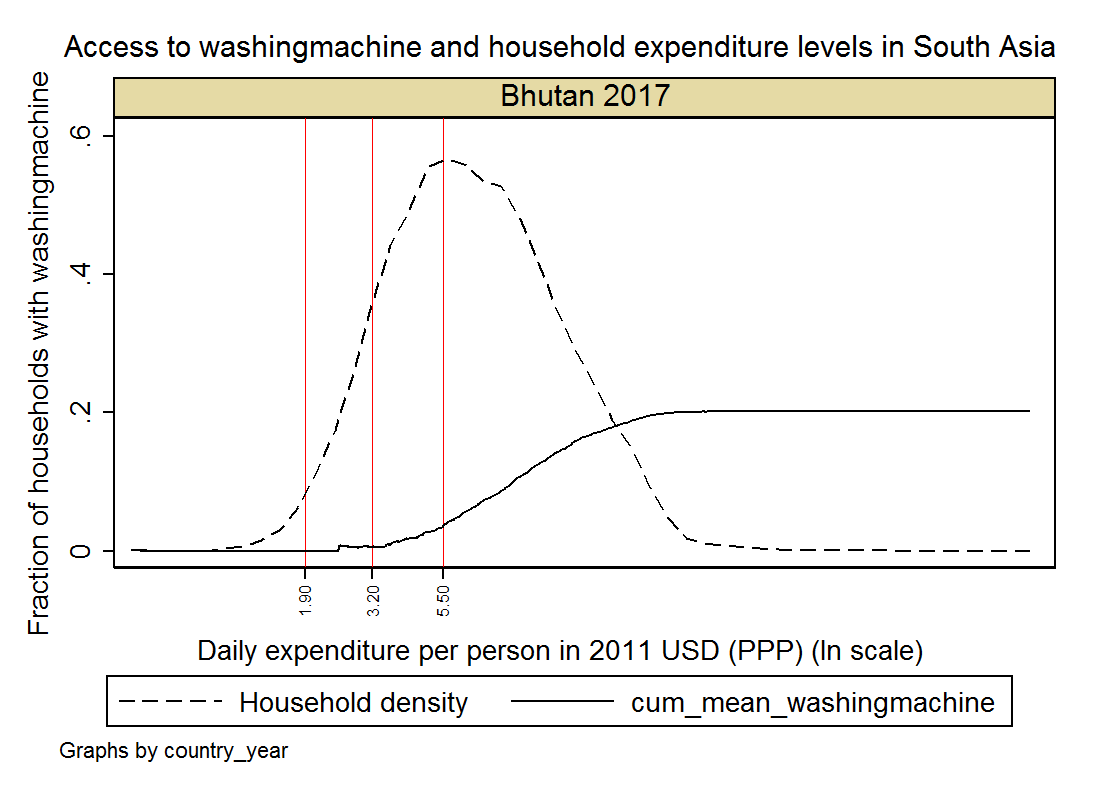 Access to washingmachine and household expenditure levels in South Asia
Bhutan 2017
Fraction of households with washingmachine
.6
.4
.2
0
1.90
3.20
5.50
Daily expenditure per person in 2011 USD (PPP) (ln scale)
Household density
cum_mean_washingmachine
Graphs by country_year